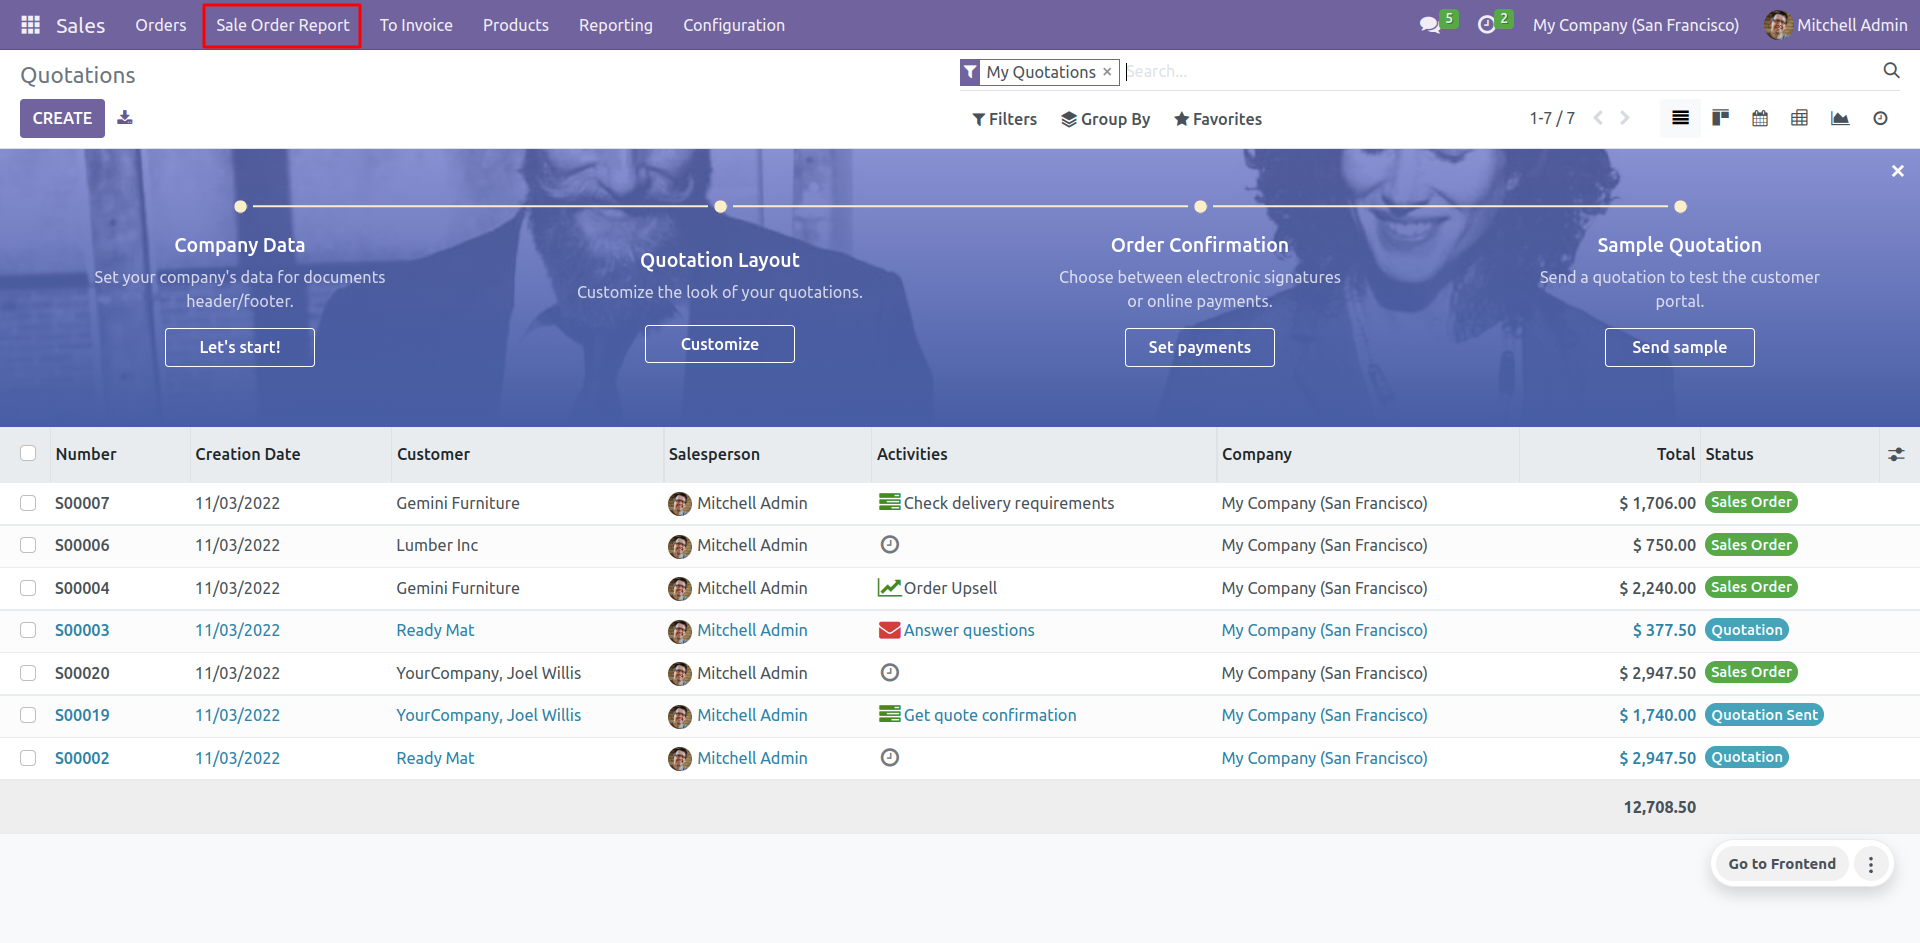 Sales Orders Sale Order Report To Invoice Products Reporting Configuration 5 2 My Company (San Francisco) Mitchell Admin
Quotations
My Quotations × Search...
CREATE
Filters Group By Favorites 1-7 / 7
×
Company Data
Set your company's data for documents
header/footer.
Let's start!
Quotation Layout
Customize the look of your quotations.
Customize
Order Confirmation
Choose between electronic signatures
or online payments.
Set payments
Sample Quotation
Send a quotation to test the customer
portal.
Send sample
Number Creation Date Customer Salesperson Activities Company Total Status
S00007 11/03/2022 Gemini Furniture Mitchell Admin Check delivery requirements My Company (San Francisco) $ 1,706.00 Sales Order
S00006 11/03/2022 Lumber Inc Mitchell Admin My Company (San Francisco) $ 750.00 Sales Order
S00004 11/03/2022 Gemini Furniture Mitchell Admin Order Upsell My Company (San Francisco) $ 2,240.00 Sales Order
S00003 11/03/2022 Ready Mat Mitchell Admin Answer questions My Company (San Francisco) $ 377.50 Quotation
S00020 11/03/2022 YourCompany, Joel Willis Mitchell Admin My Company (San Francisco) $ 2,947.50 Sales Order
S00019 11/03/2022 YourCompany, Joel Willis Mitchell Admin Get quote confirmation My Company (San Francisco) $ 1,740.00 Quotation Sent
S00002 11/03/2022 Ready Mat Mitchell Admin My Company (San Francisco) $ 2,947.50 Quotation
12,708.50
Go to Frontend